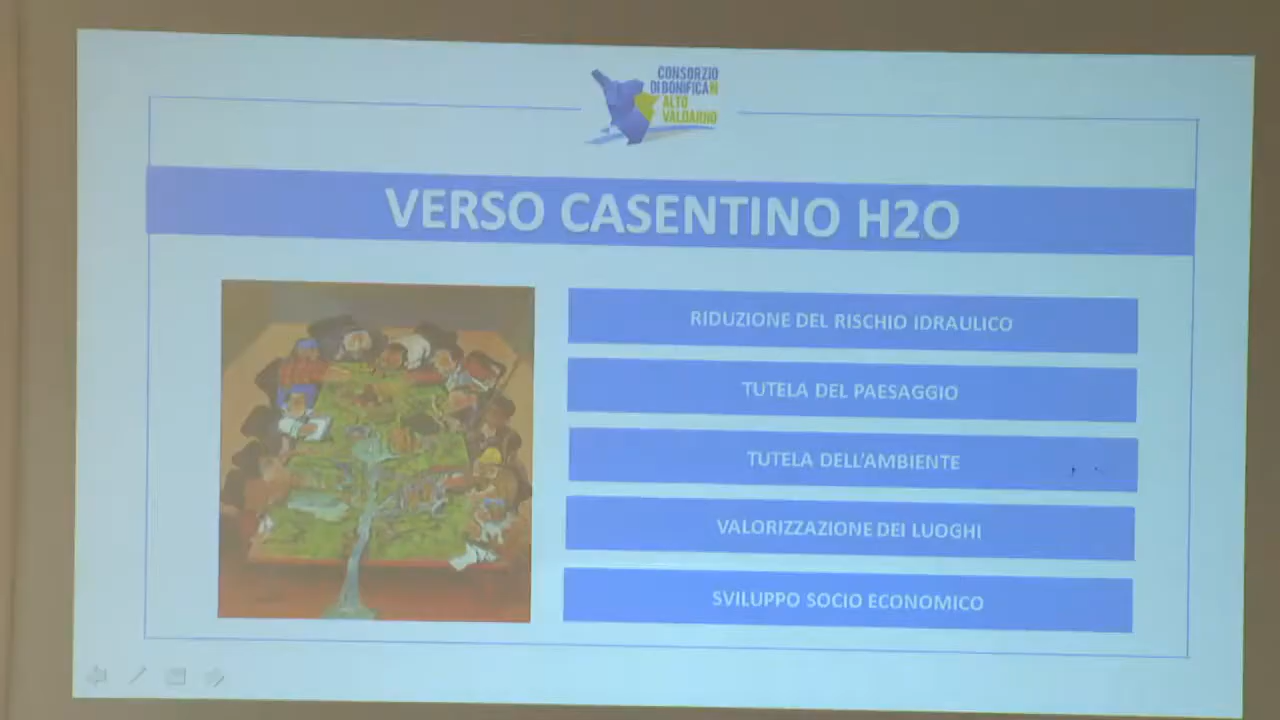 CONSORZIO
DI BONIFICA 2
ALTO
VALDARNO
VERSO CASENTINO H2O
RIDUZIONE DEL RISCHIO IDRAULICO
TUTELA DEL PAESAGGIO
TUTELA DELL'AMBIENTE
VALORIZZAZIONE DEI LUOGHI
SVILUPPO SOCIO ECONOMICO